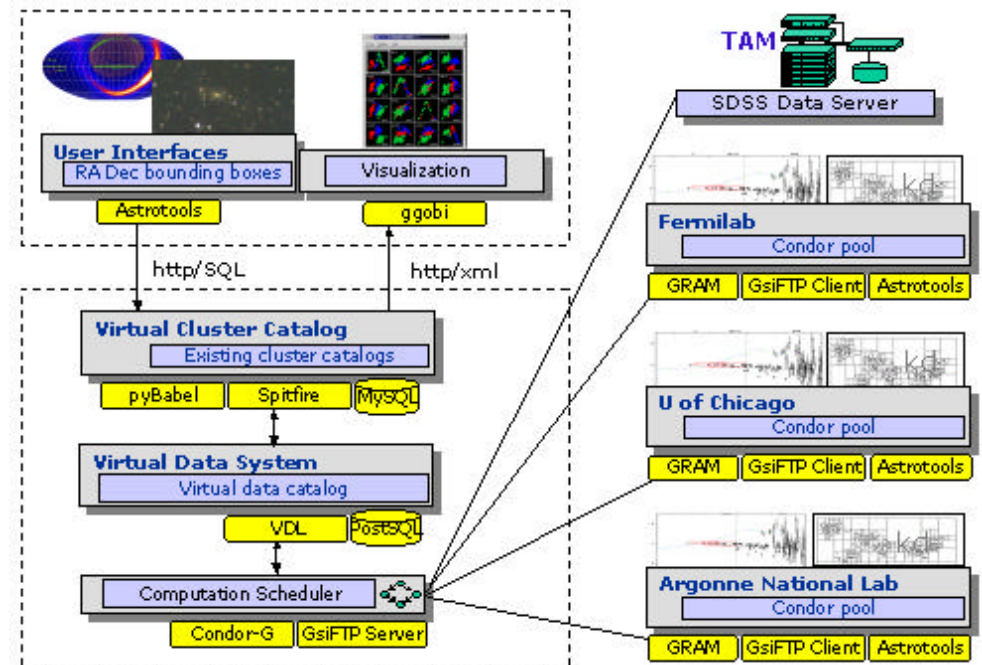 TAM
SDSS Data Server
User Interfaces
RA Dec bounding boxes
Astrotools
Visualization
ggobi
http/SQL
http/xml
Virtual Cluster Catalog
Existing cluster catalogs
pyBabel
Spitfire
MySQL
Virtual Data System
Virtual data catalog
VDL
PostSQL
Computation Scheduler
Condor-G
GsiFTP Server
kd
Fermilab
Condor pool
GRAM
GsiFTP Client
Astrotools
kd
U of Chicago
Condor pool
GRAM
GsiFTP Client
Astrotools
kd
Argonne National Lab
Condor pool
GRAM
GsiFTP Client
Astrotools